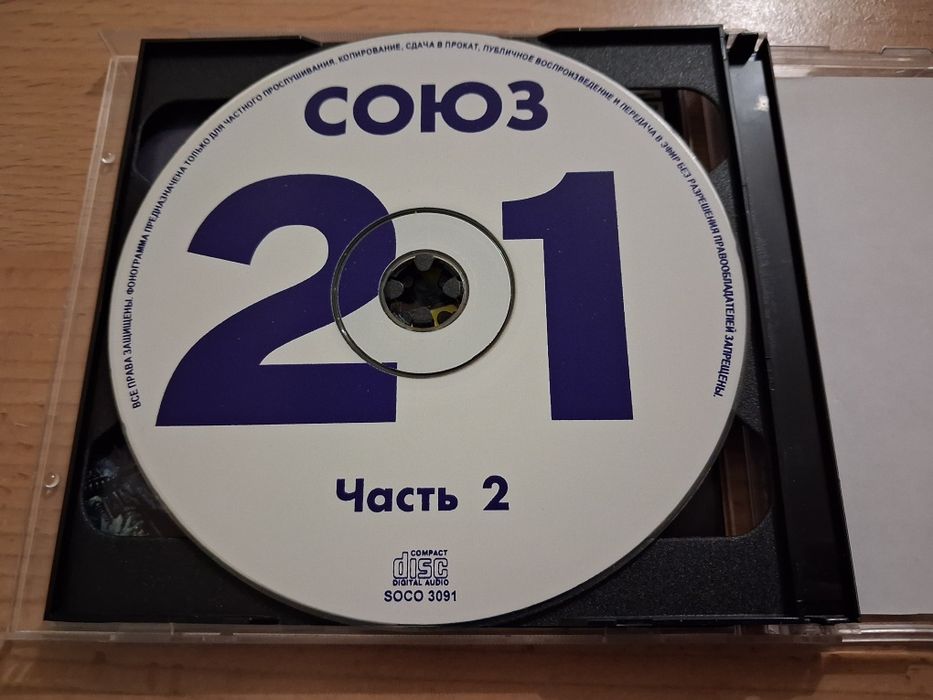 ВСЕ ПРАВА ЗАЩИЩЕНЫ. ФОНОГРАММА ПРЕДНАЗНАЧЕНА ТОЛЬКО ДЛЯ ЧАСТНОГО ПРОСЛУШИВАНИЯ, КОПИРОВАНИЕ, СДАЧА В ПРОКАТ, ПУБЛИЧНОЕ ВОСПРОИЗВЕДЕНИЕ И ПЕРЕДАЧА В ЭФИР БЕЗ РАЗРЕШЕНИЯ ПРАВООБЛАДАТЕЛЕЙ ЗАПРЕЩЕНЫ.
СОЮЗ
21
Часть 2
COMPACT
disc
DIGITAL AUDIO
SOCO 3091